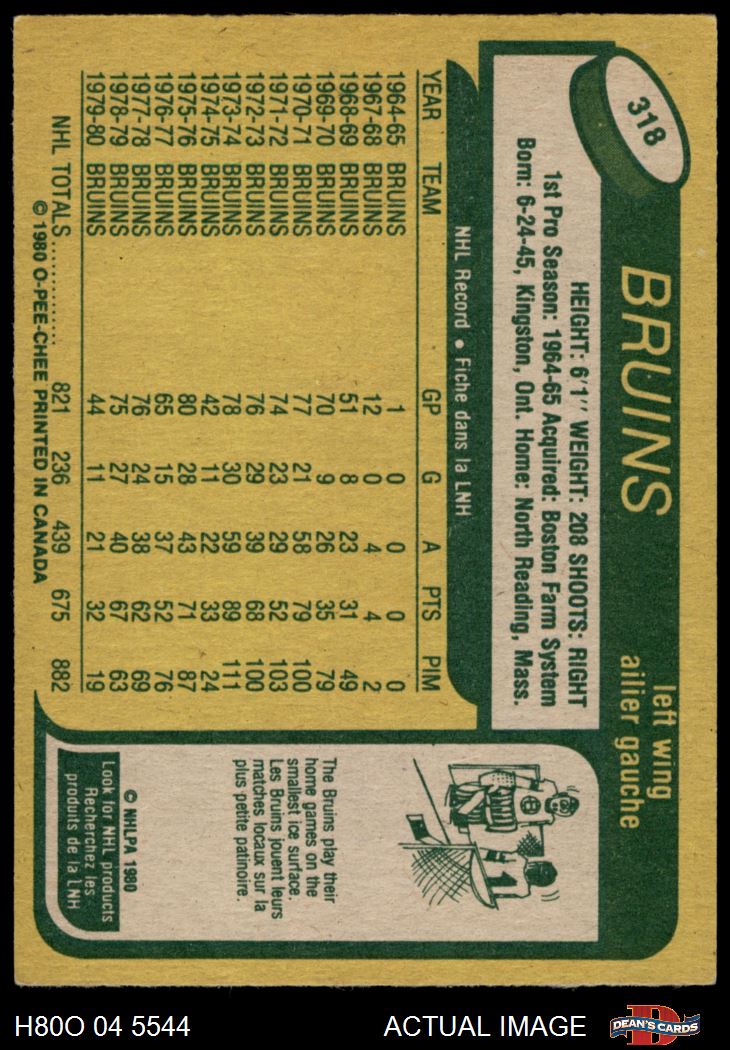 318
BRUINS
left wing
ailier gauche
HEIGHT: 6'1'' WEIGHT: 208 SHOOTS: RIGHT
1st Pro Season: 1964-65 Acquired: Boston Farm System
Born: 6-24-45, Kingston, Ont. Home: North Reading, Mass.
NHL Record • Fiche dans la LNH
YEAR TEAM GP G A PTS PIM
1964-65 BRUINS 1 0 0 0 0
1967-68 BRUINS 12 0 4 4 2
1968-69 BRUINS 51 8 23 31 49
1969-70 BRUINS 70 9 26 35 79
1970-71 BRUINS 77 21 58 79 100
1971-72 BRUINS 74 23 29 52 103
1972-73 BRUINS 76 29 39 68 100
1973-74 BRUINS 78 30 59 89 111
1974-75 BRUINS 42 11 22 33 24
1975-76 BRUINS 80 28 43 71 87
1976-77 BRUINS 65 15 37 52 76
1977-78 BRUINS 76 24 38 62 69
1978-79 BRUINS 75 27 40 67 63
1979-80 BRUINS 44 11 21 32 19
NHL TOTALS.............. 821 236 439 675 882
© 1980 O-PEE-CHEE PRINTED IN CANADA
The Bruins play their
home games on the
smallest ice surface.
Les Bruins jouent leurs
matches locaux sur la
plus petite patinoire.
© NHLPA 1980
Look for NHL products
Recherchez les
produits de la LNH
H80O 04 5544
ACTUAL IMAGE
DEAN'S CARDS